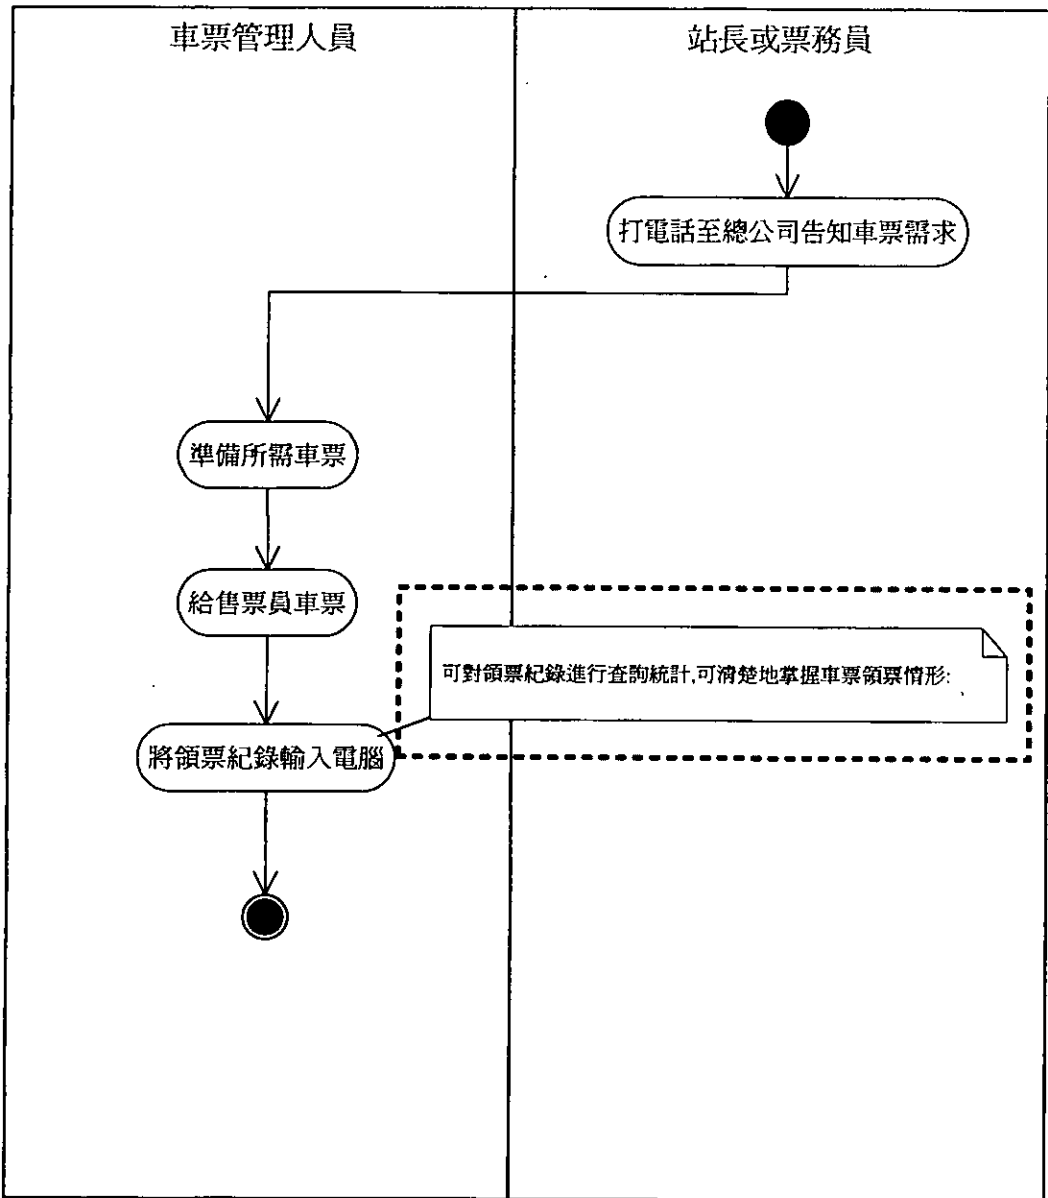 車票管理人員
站長或票務員
打電話至總公司告知車票需求
準備所需車票
給售票員車票
可對領票紀錄進行查詢統計,可清楚地掌握車票領票情形:
將領票紀錄輸入電腦